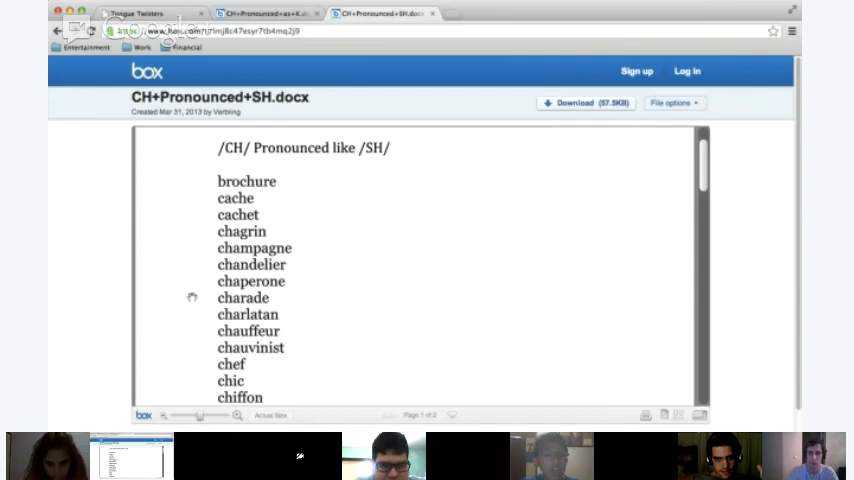 Tongue Twisters
CH+Pronounced+as+K.d
CH+Pronounced+SH.docx
Google
Entertainment Work Financial
box
Sign up Log in
CH+Pronounced+SH.docx
Created Mar 31, 2013 by Verbling
Download (57.5KB)
File options
/CH/ Pronounced like /SH/
brochure
cache
cachet
chagrin
champagne
chandelier
chaperone
charade
charlatan
chauffeur
chauvinist
chef
chic
chiffon
box
Actual Size
Page 1 of 2